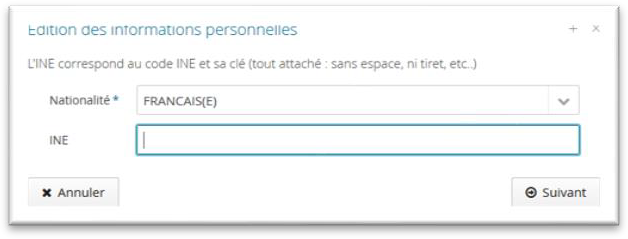 Edition des informations personnelles
L'INE correspond au code INE et sa clé (tout attaché : sans espace, ni tiret, etc..)
Nationalité * FRANCAIS(E)
INE
Annuler Suivant